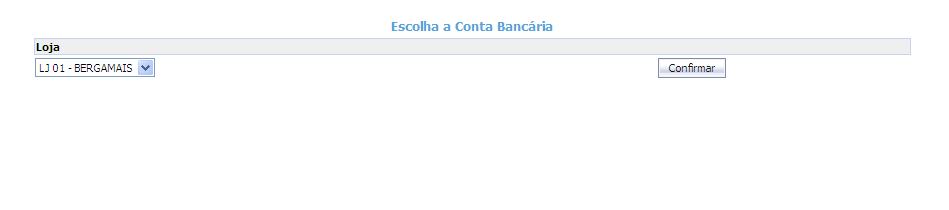 Escolha a Conta Bancária
Loja
LJ 01 - BERGAMAIS
Confirmar